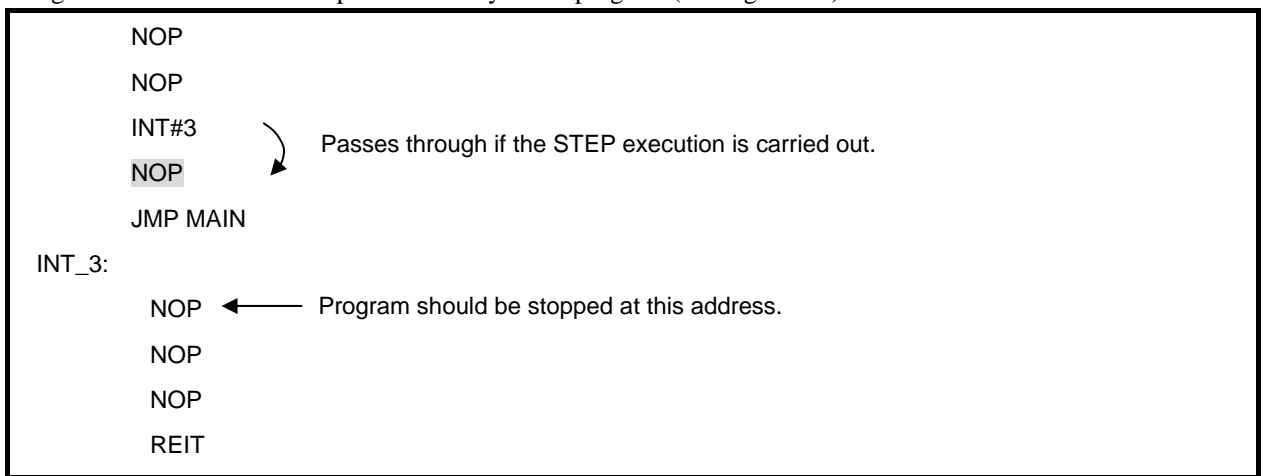 NOP
NOP
INT#3
Passes through if the STEP execution is carried out.
NOP
JMP MAIN
INT_3:
NOP Program should be stopped at this address.
NOP
NOP
REIT